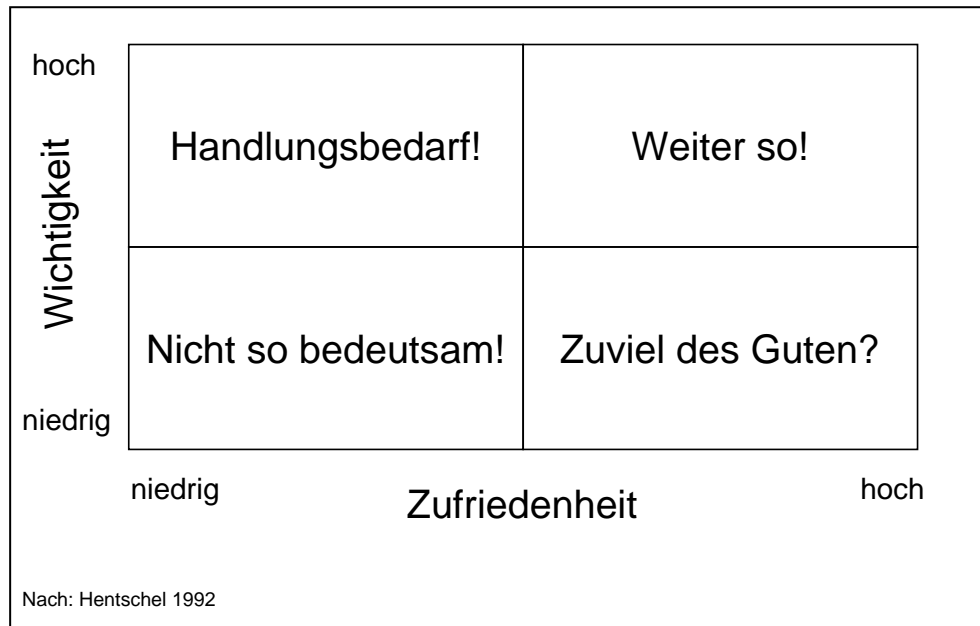 hoch
Handlungsbedarf!
Weiter so!
Wichtigkeit
Nicht so bedeutsam!
Zuviel des Guten?
niedrig
niedrig
Zufriedenheit
hoch
Nach: Hentschel 1992